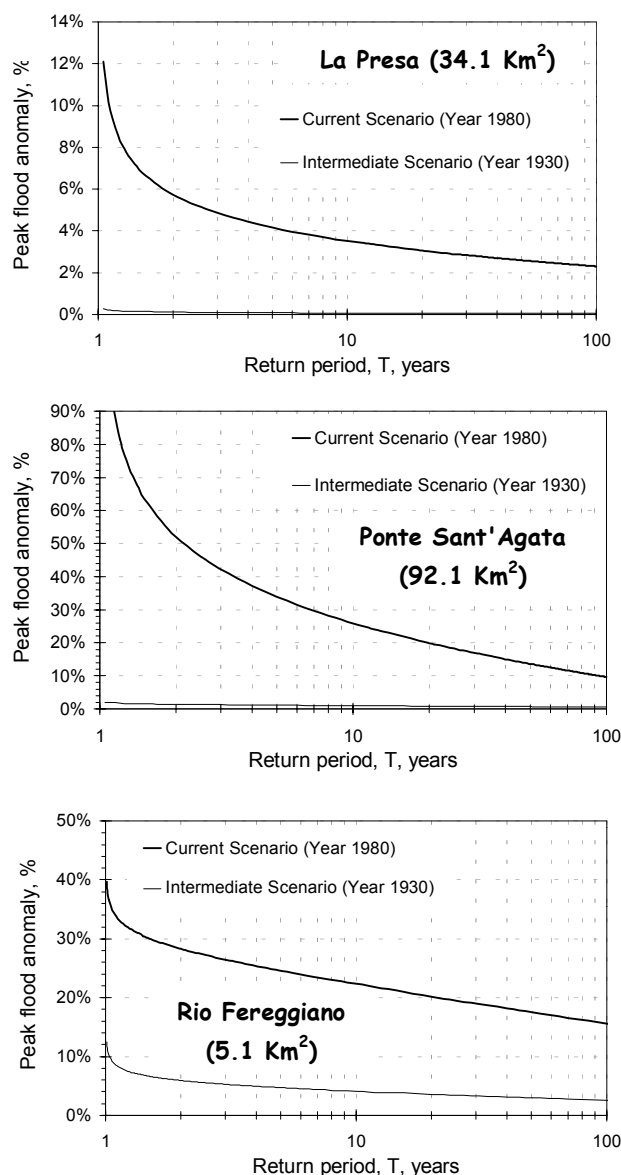 La Presa (34.1 Km²)
Current Scenario (Year 1980)
Intermediate Scenario (Year 1930)
Peak flood anomaly, %
14%
12%
10%
8%
6%
4%
2%
0%
1 10 100
Return period, T, years
Current Scenario (Year 1980)
Intermediate Scenario (Year 1930)
Ponte Sant'Agata
(92.1 Km²)
Peak flood anomaly, %
90%
80%
70%
60%
50%
40%
30%
20%
10%
0%
1 10 100
Return period, T, years
Current Scenario (Year 1980)
Intermediate Scenario (Year 1930)
Rio Fereggiano
(5.1 Km²)
Peak flood anomaly, %
50%
40%
30%
20%
10%
0%
1 10 100
Return period, T, years